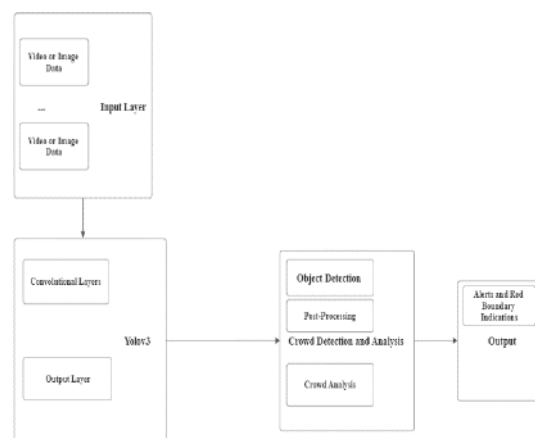 Video or Image
Data
...
Input Layer
Video or Image
Data
Convolutional Layers
Yolov3
Output Layer
Object Detection
Post-Processing
Crowd Detection and Analysis
Crowd Analysis
Alerts and Red
Boundary
Indications
Output